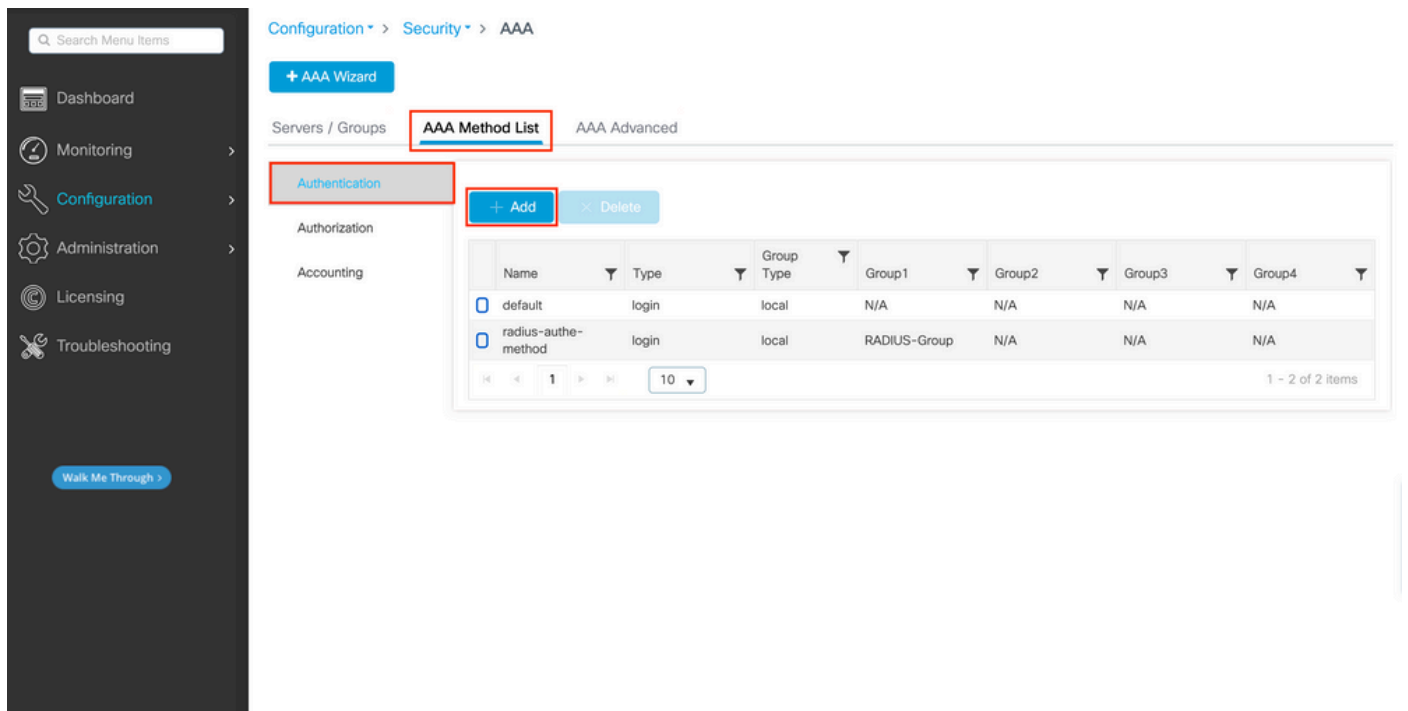 Search Menu Items
Dashboard
Monitoring
Configuration
Administration
Licensing
Troubleshooting
Walk Me Through >
Configuration > Security > AAA
+ AAA Wizard
Servers / Groups AAA Method List AAA Advanced
Authentication
Authorization
Accounting
+ Add × Delete
Name Type Group Type Group1 Group2 Group3 Group4
default login local N/A N/A N/A N/A
radius-authe-
method login local RADIUS-Group N/A N/A N/A
1 10 1 - 2 of 2 items